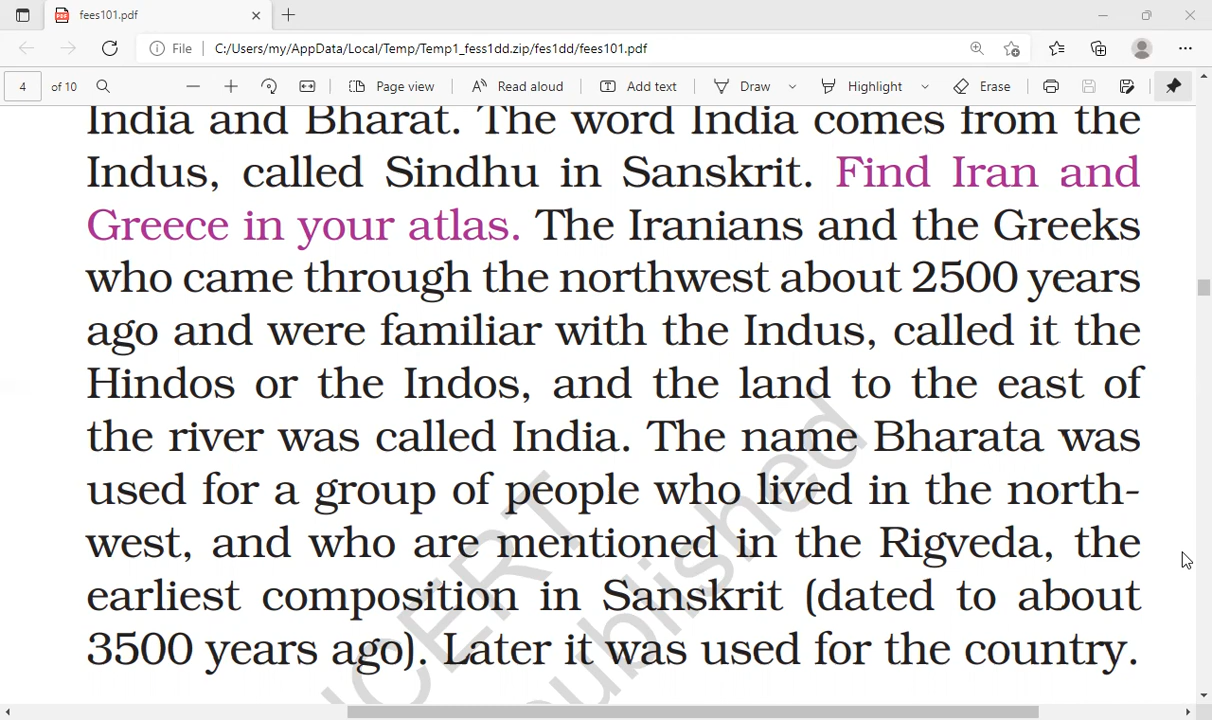 fees101.pdf
File C:/Users/my/AppData/Local/Temp/Temp1_fess1dd.zip/fes1dd/fees101.pdf
4 of 10 Page view Read aloud Add text Draw Highlight Erase
India and Bharat. The word India comes from the
Indus, called Sindhu in Sanskrit. Find Iran and
Greece in your atlas. The Iranians and the Greeks
who came through the northwest about 2500 years
ago and were familiar with the Indus, called it the
Hindos or the Indos, and the land to the east of
the river was called India. The name Bharata was
used for a group of people who lived in the north-
west, and who are mentioned in the Rigveda, the
earliest composition in Sanskrit (dated to about
3500 years ago). Later it was used for the country.
NCERT
published